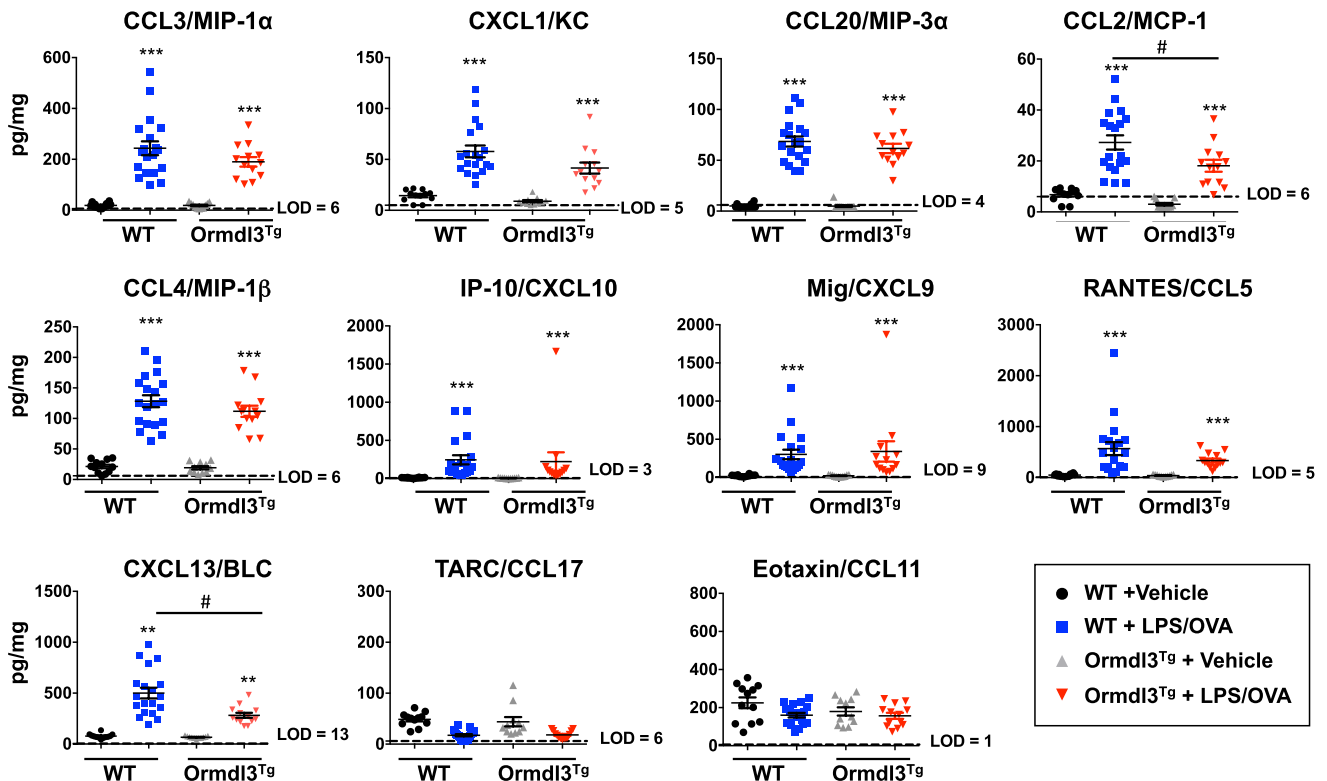 CCL3/MIP-1α
CXCL1/KC
CCL20/MIP-3α
CCL2/MCP-1
pg/mg
600
400
200
0
***
***
LOD = 6
WT
Ormdl3Tg
150
100
50
0
***
***
LOD = 5
WT
Ormdl3Tg
150
100
50
0
***
***
LOD = 4
WT
Ormdl3Tg
60
40
20
0
#
***
***
LOD = 6
WT
Ormdl3Tg
CCL4/MIP-1β
IP-10/CXCL10
Mig/CXCL9
RANTES/CCL5
pg/mg
250
200
150
100
50
0
***
***
LOD = 6
WT
Ormdl3Tg
2000
1500
1000
500
0
***
***
LOD = 3
WT
Ormdl3Tg
2000
1500
1000
500
0
***
***
LOD = 9
WT
Ormdl3Tg
3000
2000
1000
0
***
***
LOD = 5
WT
Ormdl3Tg
CXCL13/BLC
TARC/CCL17
Eotaxin/CCL11
pg/mg
1500
1000
500
0
#
**
**
LOD = 13
WT
Ormdl3Tg
300
200
100
0
LOD = 6
WT
Ormdl3Tg
800
600
400
200
0
LOD = 1
WT
Ormdl3Tg
WT +Vehicle
WT + LPS/OVA
Ormdl3Tg + Vehicle
Ormdl3Tg + LPS/OVA